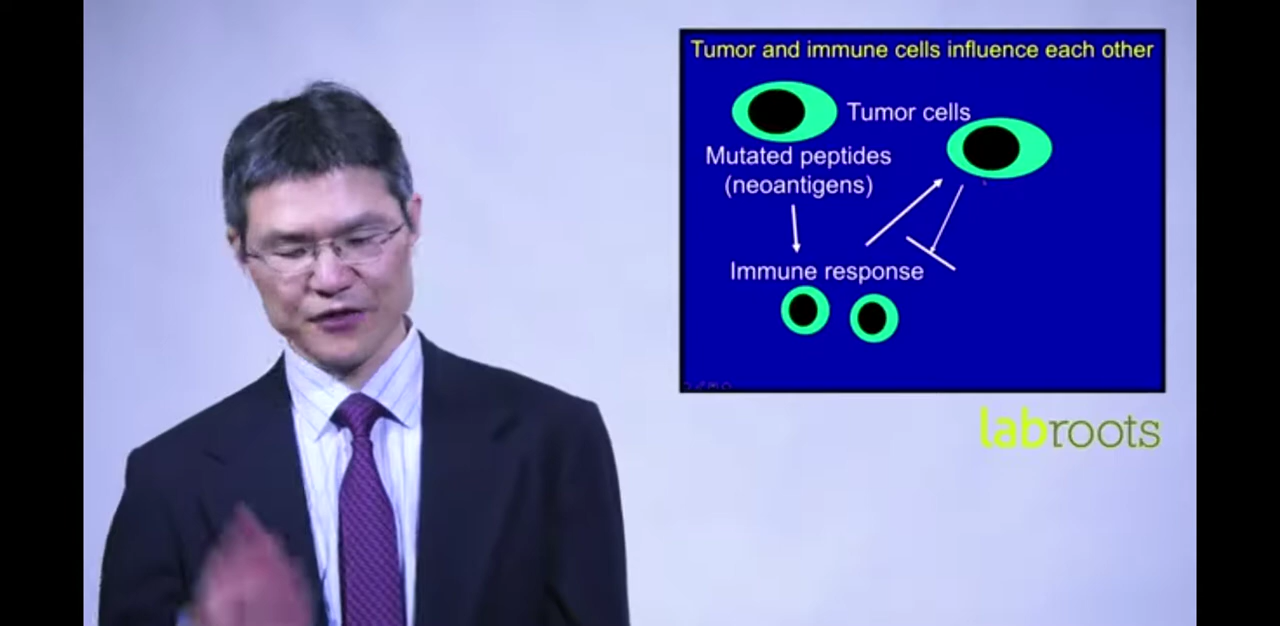 Tumor and immune cells influence each other
Tumor cells
Mutated peptides
(neoantigens)
Immune response
labroots